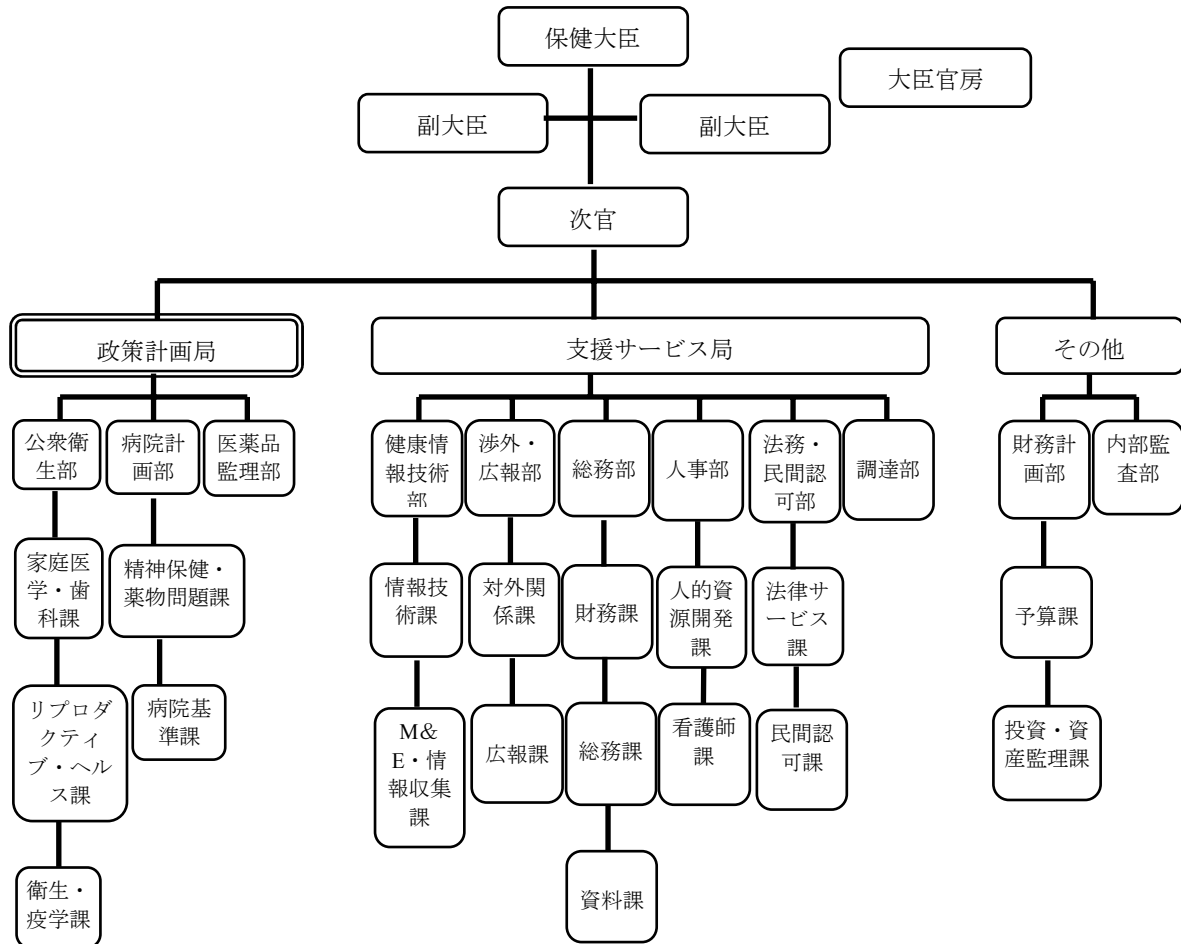 保健大臣
大臣官房
副大臣
副大臣
次官
政策計画局
支援サービス局
その他
公衆衛
生部
病院計
画部
医薬品
監理部
健康情
報技術
部
渉外・
広報部
総務部
人事部
法務・
民間認
可部
調達部
財務計
画部
内部監
査部
家庭医
学・歯
科課
精神保健・
薬物問題課
情報技
術課
対外関
係課
財務課
人的資
源開発
課
法律サ
ービス
課
予算課
リプロダ
クティ
ブ・ヘル
ス課
病院基
準課
M&
E・情
報収集
課
広報課
総務課
看護師
課
民間認
可課
投資・資
産監理課
衛生・
疫学課
資料課